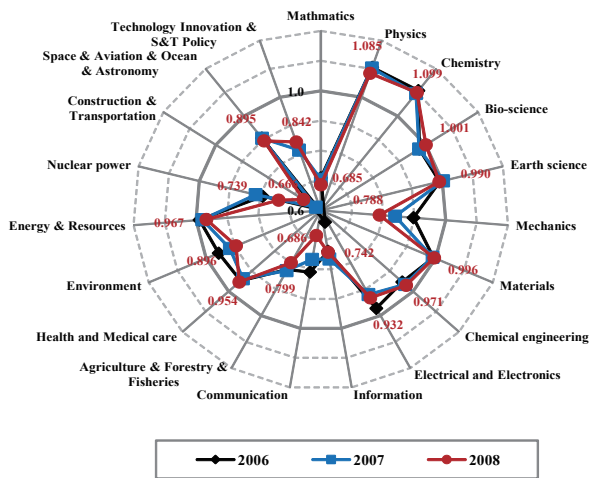 Mathmatics
Technology Innovation &
S&T Policy
Physics
1.085
Space & Aviation & Ocean
& Astronomy
Chemistry
1.099
1.0
Construction &
Transportation
Bio-science
0.895
0.842
1.001
Nuclear power
Earth science
0.739
0.685
0.990
0.788
Energy & Resources
0.967
0.6
Mechanics
0.686
0.742
0.896
0.996
Environment
Materials
0.954
0.799
0.971
0.932
Health and Medical care
Chemical engineering
Agriculture & Forestry &
Fisheries
Electrical and Electronics
Communication
Information
2006
2007
2008